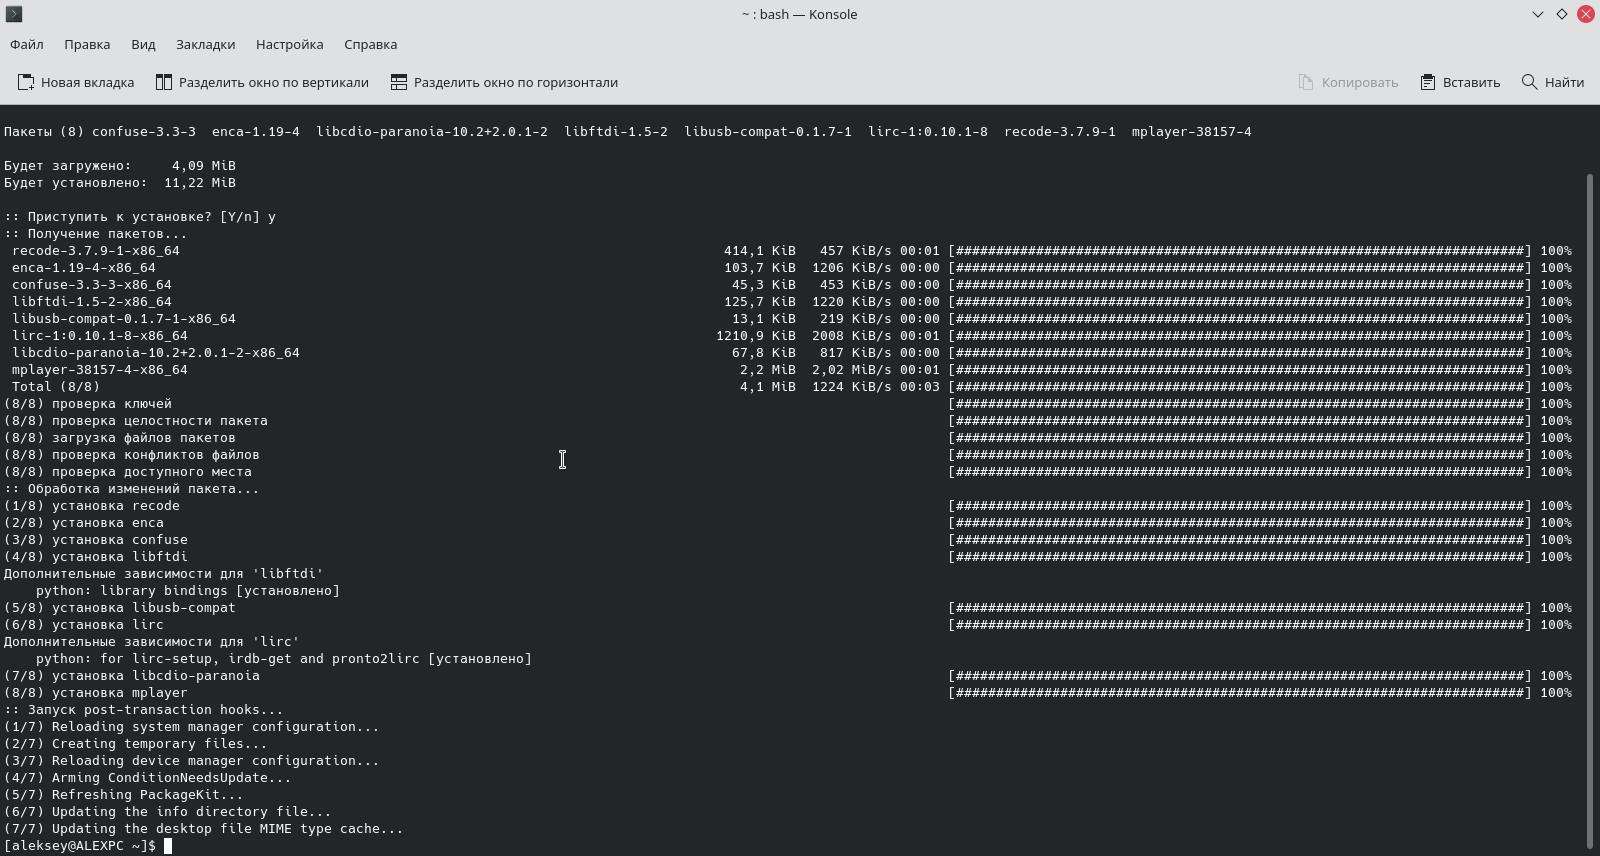 ~ : bash — Konsole
Файл Правка Вид Закладки Настройка Справка
Новая вкладка Разделить окно по вертикали Разделить окно по горизонтали Копировать Вставить Найти
Пакеты (8) confuse-3.3-3  enca-1.19-4  libcdio-paranoia-10.2+2.0.1-2  libftdi-1.5-2  libusb-compat-0.1.7-1  lirc-1:0.10.1-8  recode-3.7.9-1  mplayer-38157-4
Будет загружено:     4,09 MiB
Будет установлено:  11,22 MiB
:: Приступить к установке? [Y/n] y
:: Получение пакетов...
recode-3.7.9-1-x86_64 414,1 KiB 457 KiB/s 00:01 [#######################################################################] 100%
enca-1.19-4-x86_64 103,7 KiB 1206 KiB/s 00:00 [#######################################################################] 100%
confuse-3.3-3-x86_64 45,3 KiB 453 KiB/s 00:00 [#######################################################################] 100%
libftdi-1.5-2-x86_64 125,7 KiB 1220 KiB/s 00:00 [#######################################################################] 100%
libusb-compat-0.1.7-1-x86_64 13,1 KiB 219 KiB/s 00:00 [#######################################################################] 100%
lirc-1:0.10.1-8-x86_64 1210,9 KiB 2008 KiB/s 00:01 [#######################################################################] 100%
libcdio-paranoia-10.2+2.0.1-2-x86_64 67,8 KiB 817 KiB/s 00:00 [#######################################################################] 100%
mplayer-38157-4-x86_64 2,2 MiB 2,02 MiB/s 00:01 [#######################################################################] 100%
Total (8/8) 4,1 MiB 1224 KiB/s 00:03 [#######################################################################] 100%
(8/8) проверка ключей [#######################################################################] 100%
(8/8) проверка целостности пакета [#######################################################################] 100%
(8/8) загрузка файлов пакетов [#######################################################################] 100%
(8/8) проверка конфликтов файлов [#######################################################################] 100%
(8/8) проверка доступного места [#######################################################################] 100%
:: Обработка изменений пакета...
(1/8) установка recode [#######################################################################] 100%
(2/8) установка enca [#######################################################################] 100%
(3/8) установка confuse [#######################################################################] 100%
(4/8) установка libftdi [#######################################################################] 100%
Дополнительные зависимости для 'libftdi'
python: library bindings [установлено]
(5/8) установка libusb-compat [#######################################################################] 100%
(6/8) установка lirc [#######################################################################] 100%
Дополнительные зависимости для 'lirc'
python: for lirc-setup, irdb-get and pronto2lirc [установлено]
(7/8) установка libcdio-paranoia [#######################################################################] 100%
(8/8) установка mplayer [#######################################################################] 100%
:: Запуск post-transaction hooks...
(1/7) Reloading system manager configuration...
(2/7) Creating temporary files...
(3/7) Reloading device manager configuration...
(4/7) Arming ConditionNeedsUpdate...
(5/7) Refreshing PackageKit...
(6/7) Updating the info directory file...
(7/7) Updating the desktop file MIME type cache...
[aleksey@ALEXPC ~]$